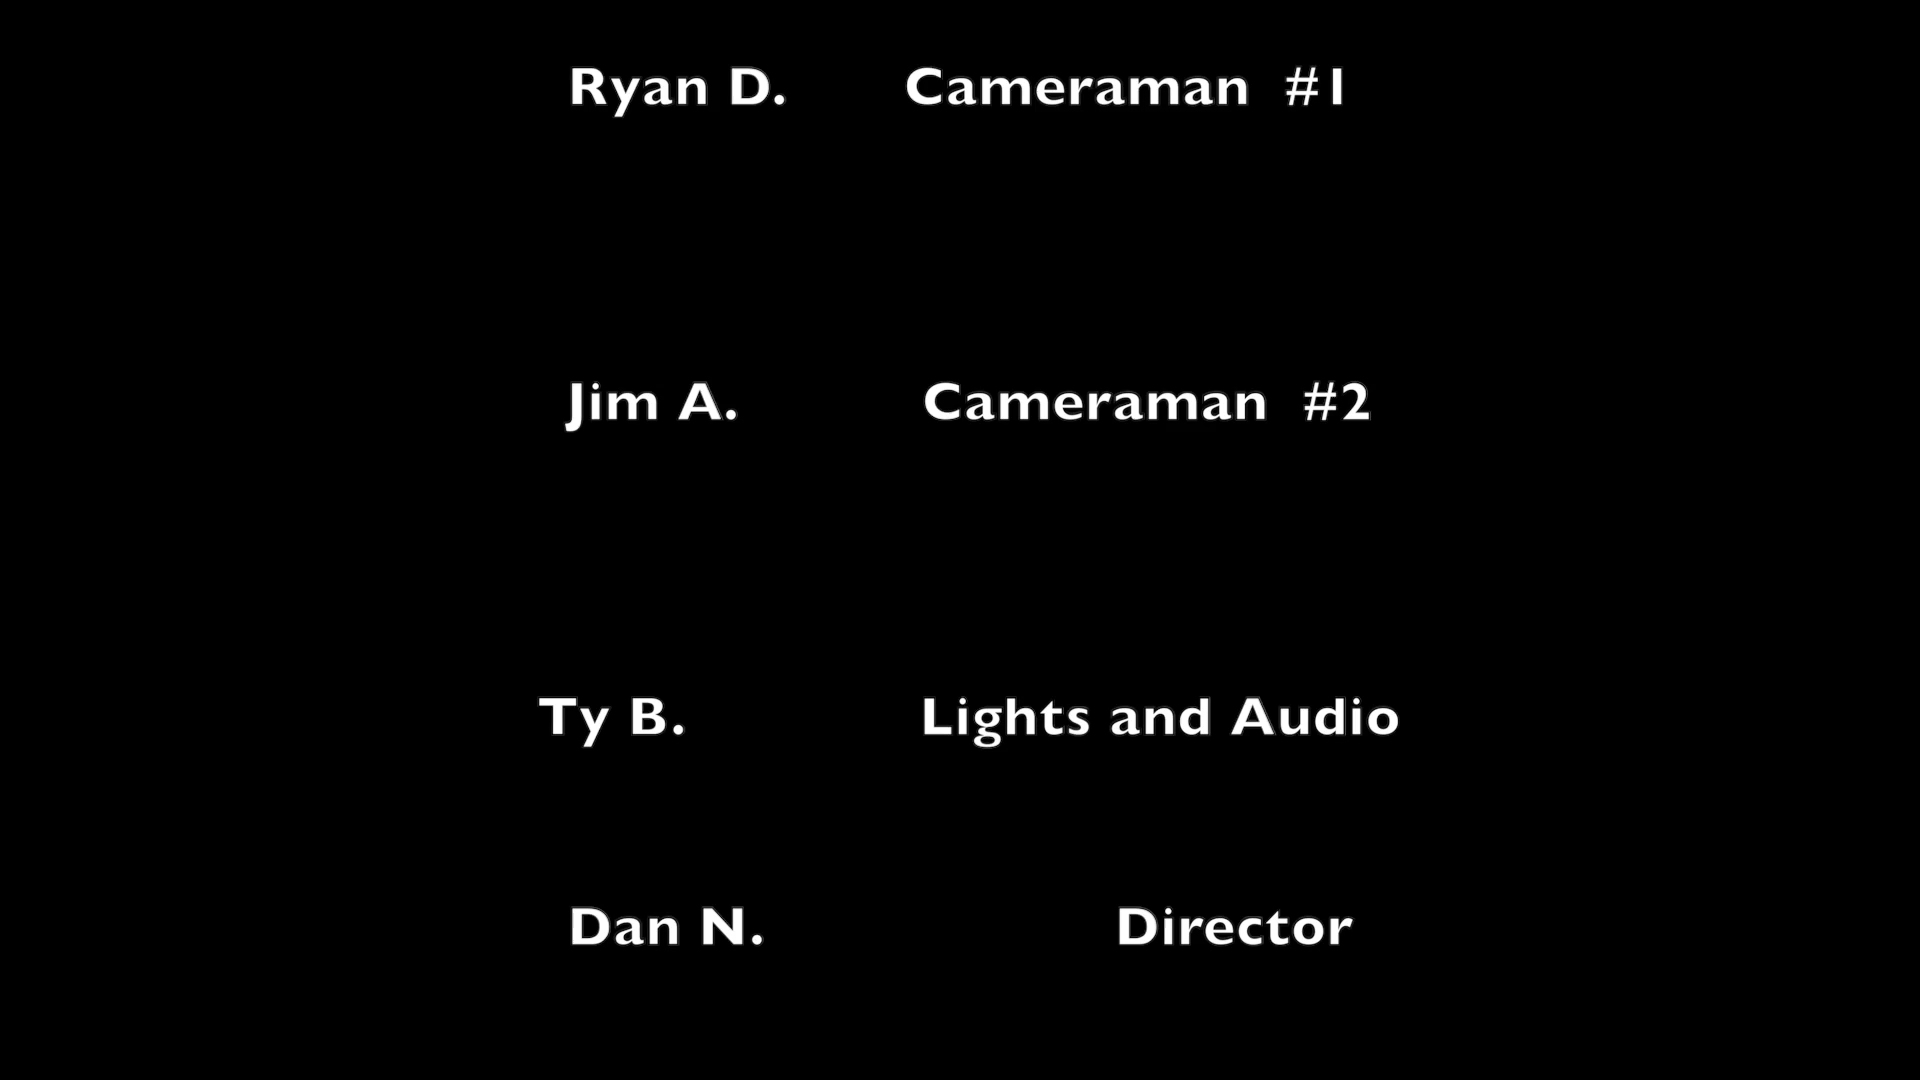 Ryan D. Cameraman #1
Jim A. Cameraman #2
Ty B. Lights and Audio
Dan N. Director